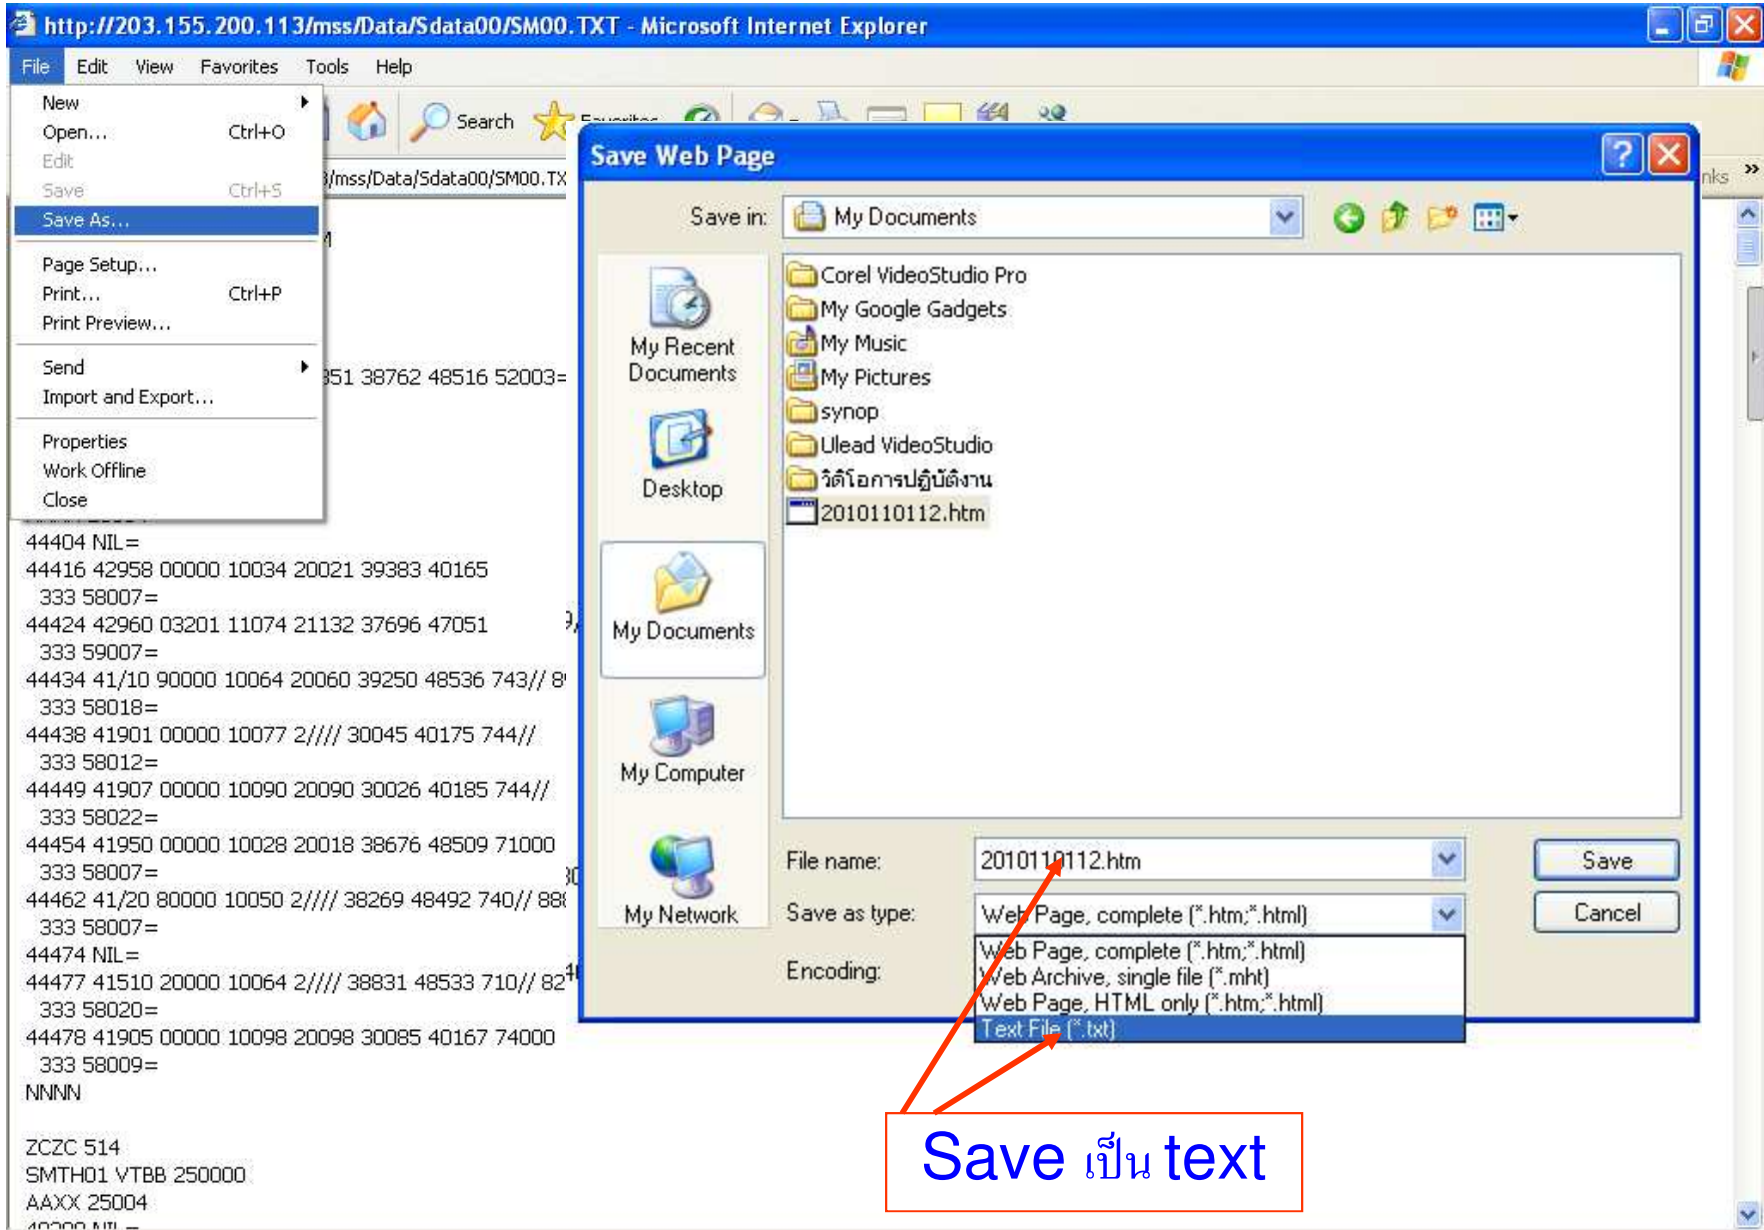 http://203.155.200.113/mss/Data/Sdata00/SM00.TXT - Microsoft Internet Explorer
File Edit View Favorites Tools Help
New
Open... Ctrl+O
Edit
Save Ctrl+S
Save As...
Page Setup...
Print... Ctrl+P
Print Preview...
Send
Import and Export...
Properties
Work Offline
Close
Search
/mss/Data/Sdata00/SM00.TX
nks »
351 38762 48516 52003=
44404 NIL=
44416 42958 00000 10034 20021 39383 40165
333 58007=
44424 42960 03201 11074 21132 37696 47051
333 59007=
44434 41/10 90000 10064 20060 39250 48536 743//
333 58018=
44438 41901 00000 10077 2//// 30045 40175 744//
333 58012=
44449 41907 00000 10090 20090 30026 40185 744//
333 58022=
44454 41950 00000 10028 20018 38676 48509 71000
333 58007=
44462 41/20 80000 10050 2//// 38269 48492 740// 888
333 58007=
44474 NIL=
44477 41510 20000 10064 2//// 38831 48533 710// 82
333 58020=
44478 41905 00000 10098 20098 30085 40167 74000
333 58009=
NNNN
ZCZC 514
SMTH01 VTBB 250000
AAXX 25004
Save Web Page
Save in: My Documents
My Recent Documents
Desktop
My Documents
My Computer
My Network
Corel VideoStudio Pro
My Google Gadgets
My Music
My Pictures
synop
Ulead VideoStudio
วิดีโอการปฏิบัติงาน
2010110112.htm
File name: 2010110112.htm Save
Save as type: Web Page, complete (*.htm;*.html) Cancel
Encoding:
Web Page, complete (*.htm;*.html)
Web Archive, single file (*.mht)
Web Page, HTML only (*.htm;*.html)
Text File (*.txt)
Save เป็น text